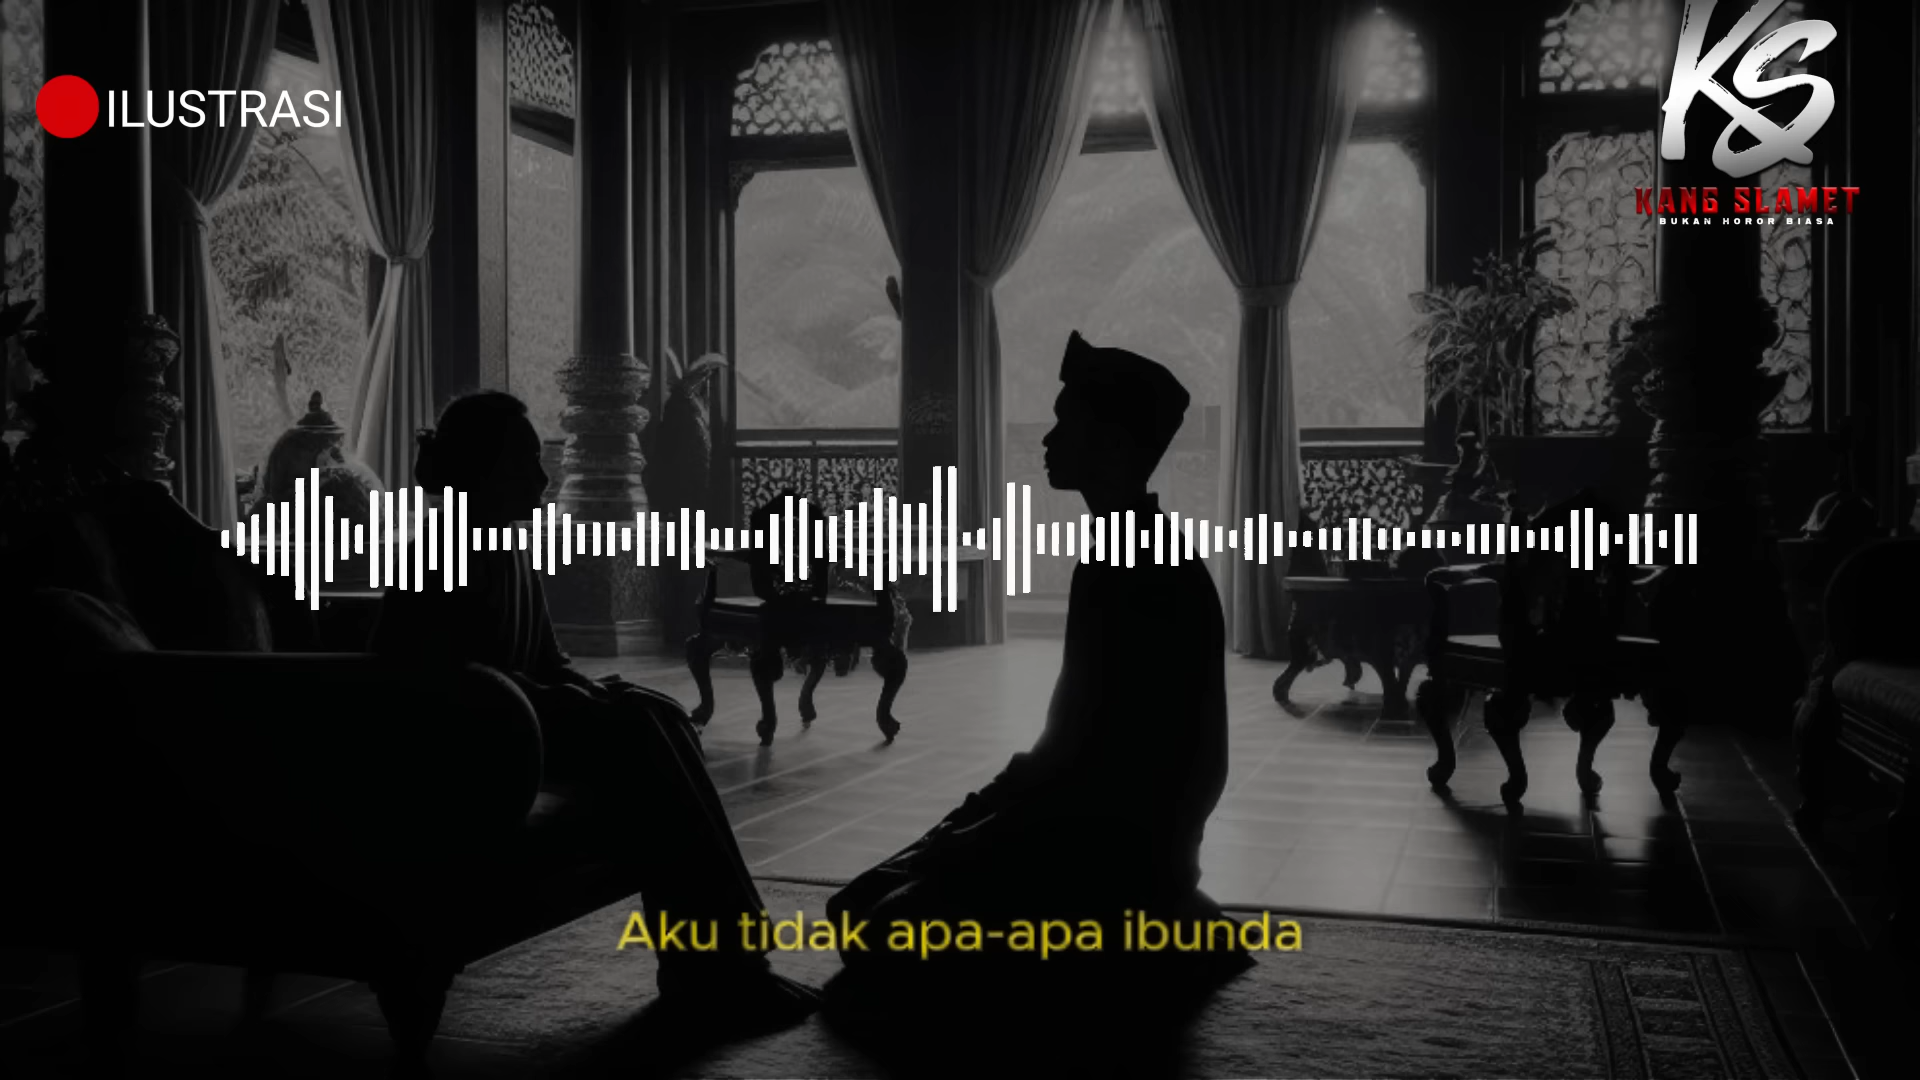 ILUSTRASI
KS
KANG SLAMET
BUKAN HOROR BIASA
Aku tidak apa-apa ibunda